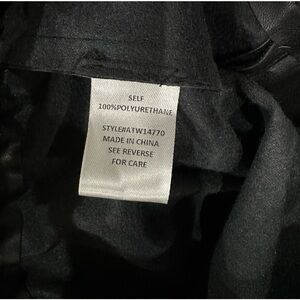 SELF
100%POLYURETHANE
STYLE#ATW14770
MADE IN CHINA
SEE REVERSE
FOR CARE